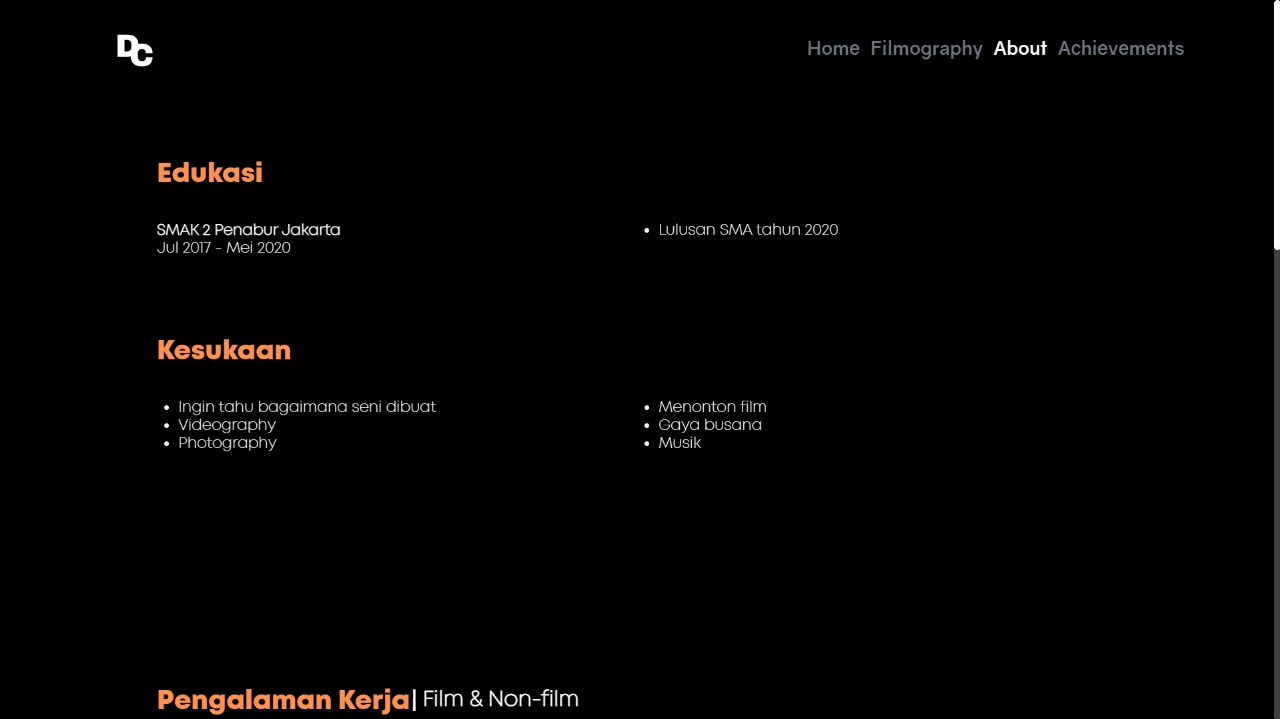 DC
Home Filmography About Achievements
Edukasi
SMAK 2 Penabur Jakarta
Jul 2017 - Mei 2020
• Lulusan SMA tahun 2020
Kesukaan
• Ingin tahu bagaimana seni dibuat
• Videography
• Photography
• Menonton film
• Gaya busana
• Musik
Pengalaman Kerja| Film & Non-film